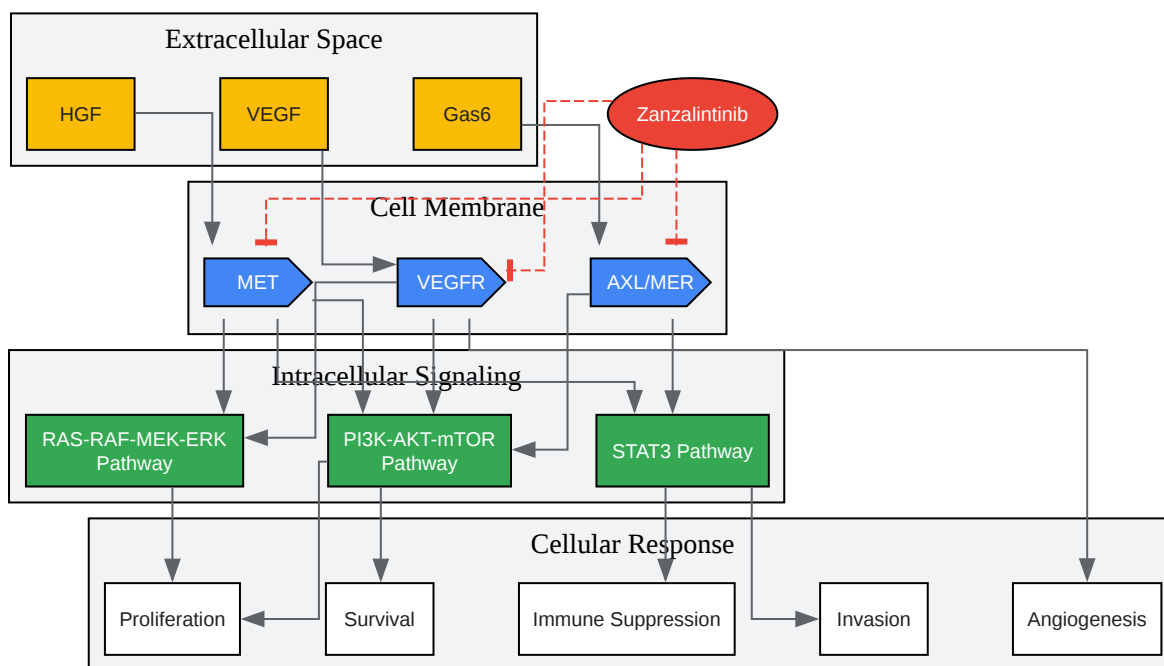 Extracellular Space
HGF
VEGF
Gas6
Zanzalintinib
Cell Membrane
MET
VEGFR
AXL/MER
Intracellular Signaling
RAS-RAF-MEK-ERK
Pathway
PI3K-AKT-mTOR
Pathway
STAT3 Pathway
Cellular Response
Proliferation
Survival
Immune Suppression
Invasion
Angiogenesis